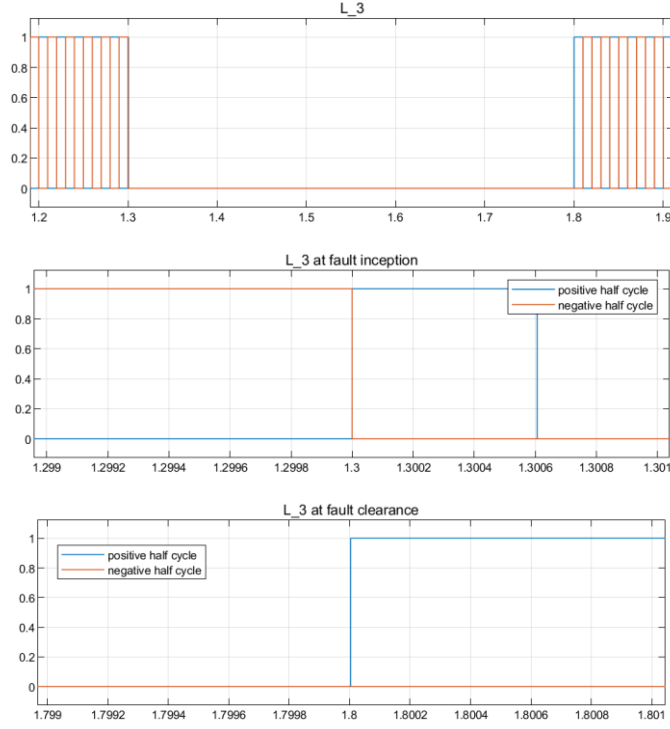 L_3
1
0.8
0.6
0.4
0.2
0
1.2 1.3 1.4 1.5 1.6 1.7 1.8 1.9
L_3 at fault inception
1
0.8
0.6
0.4
0.2
0
positive half cycle
negative half cycle
1.299 1.2992 1.2994 1.2996 1.2998 1.3 1.3002 1.3004 1.3006 1.3008 1.301
L_3 at fault clearance
1
0.8
0.6
0.4
0.2
0
positive half cycle
negative half cycle
1.799 1.7992 1.7994 1.7996 1.7998 1.8 1.8002 1.8004 1.8006 1.8008 1.801